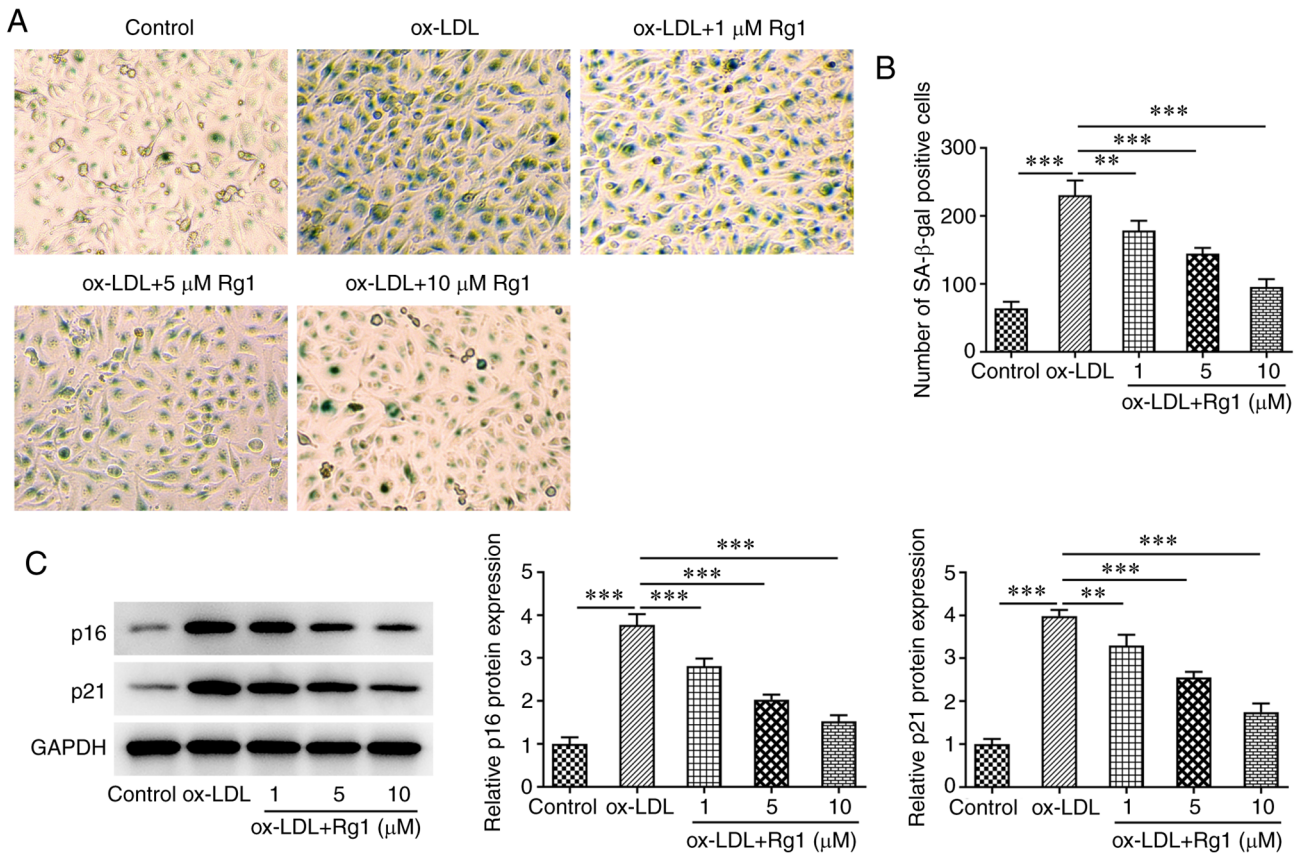 A
Control
ox-LDL
ox-LDL+1 μM Rg1
ox-LDL+5 μM Rg1
ox-LDL+10 μM Rg1
B
Number of SA-β-gal positive cells
300
200
100
0
***
**
***
***
Control
ox-LDL
1
5
10
ox-LDL+Rg1 (μM)
C
p16
p21
GAPDH
Control
ox-LDL
1
5
10
ox-LDL+Rg1 (μM)
Relative p16 protein expression
5
4
3
2
1
0
***
***
***
***
Control
ox-LDL
1
5
10
ox-LDL+Rg1 (μM)
Relative p21 protein expression
5
4
3
2
1
0
***
**
***
***
Control
ox-LDL
1
5
10
ox-LDL+Rg1 (μM)